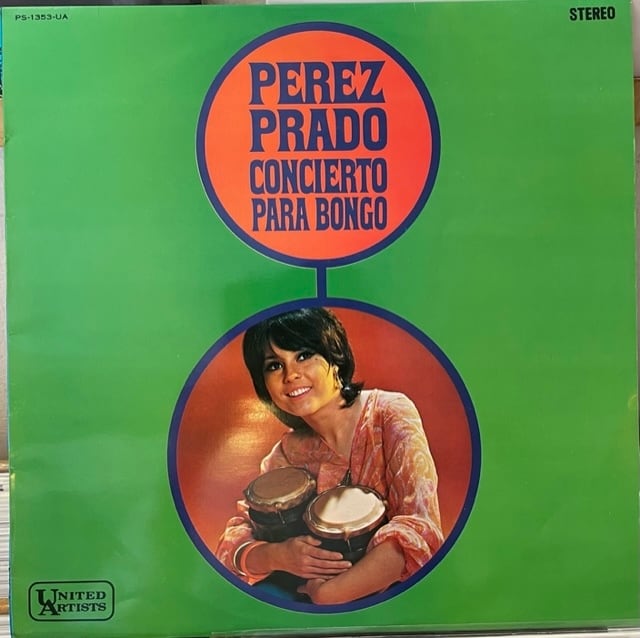 PS-1353-UA
STEREO
PEREZ
PRADO
CONCIERTO
PARA BONGO
UNITED
ARTISTS